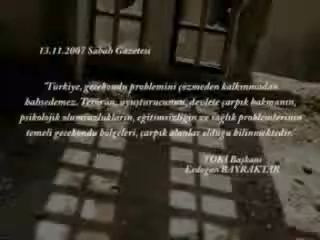 13.11.2007 Sabah Gazetesi
"Türkiye, gecekondu problemini çözmeden kalkınmadan
bahsedemez. Terörün, uyuşturucunun, devlete çarpık bakmanın,
psikolojik olumsuzlukların, eğitimsizliğin ve sağlık problemlerinin
temeli gecekondu bölgeleri, çarpık alanlar olduğu bilinmektedir."
TOKİ Başkanı
Erdoğan BAYRAKTAR